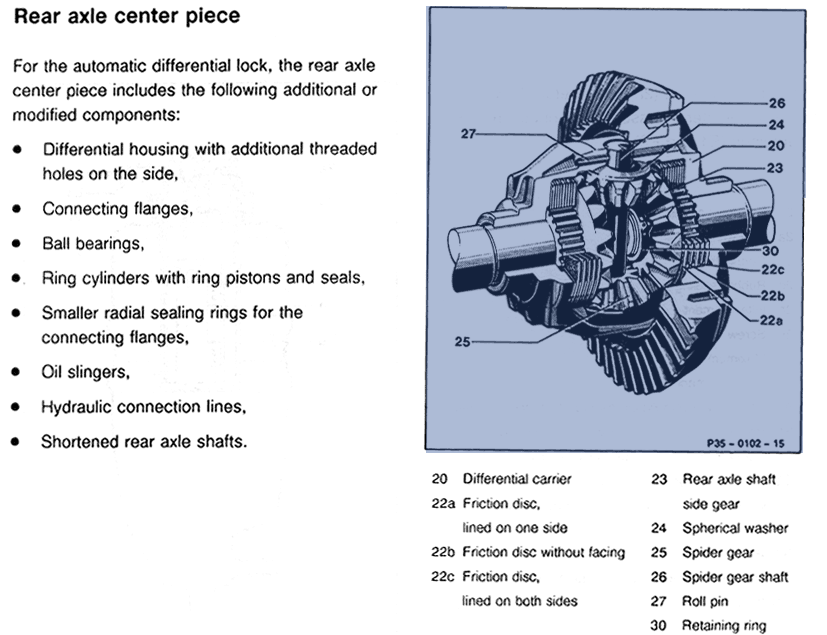 Rear axle center piece
For the automatic differential lock, the rear axle
center piece includes the following additional or
modified components:
● Differential housing with additional threaded
holes on the side,
● Connecting flanges,
● Ball bearings,
● Ring cylinders with ring pistons and seals,
● Smaller radial sealing rings for the
connecting flanges,
● Oil slingers,
● Hydraulic connection lines,
● Shortened rear axle shafts.
26
24
27
20
23
30
22c
22b
22a
25
P35 – 0102 – 15
20 Differential carrier
22a Friction disc,
lined on one side
22b Friction disc without facing
22c Friction disc,
lined on both sides
23 Rear axle shaft
side gear
24 Spherical washer
25 Spider gear
26 Spider gear shaft
27 Roll pin
30 Retaining ring